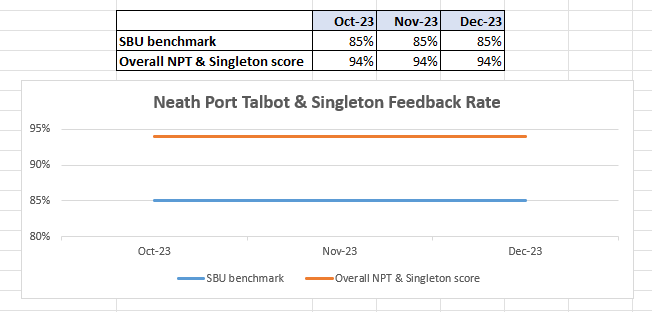 Oct-23 Nov-23 Dec-23
SBU benchmark 85% 85% 85%
Overall NPT & Singleton score 94% 94% 94%
Neath Port Talbot & Singleton Feedback Rate
95%
90%
85%
80%
Oct-23 Nov-23 Dec-23
SBU benchmark Overall NPT & Singleton score